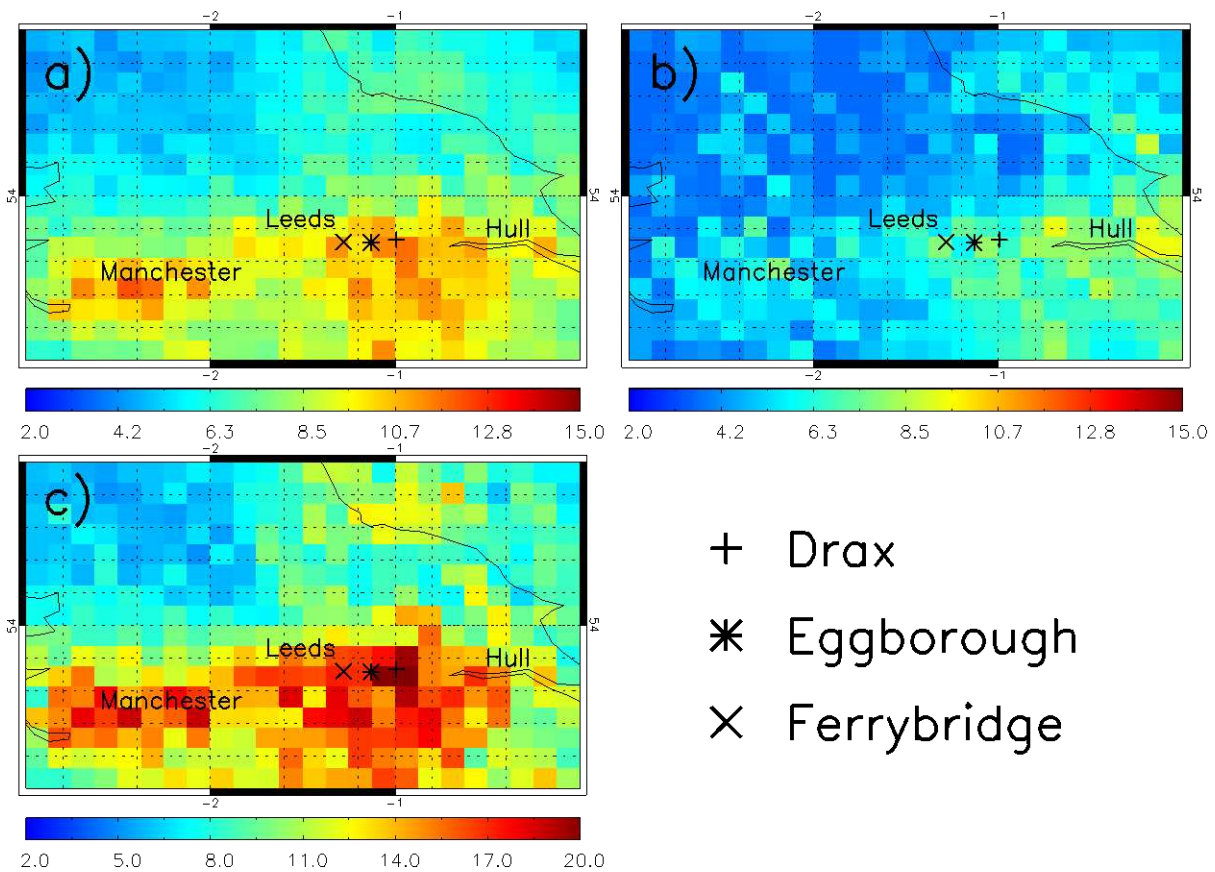 -2 -1
-2 -1
a)
b)
54
54
54
54
Leeds
Hull
Manchester
Leeds
Hull
Manchester
-2 -1
-2 -1
2.0 4.2 6.3 8.5 10.7 12.8 15.0
2.0 4.2 6.3 8.5 10.7 12.8 15.0
-2 -1
c)
54
54
Leeds
Hull
Manchester
-2 -1
2.0 5.0 8.0 11.0 14.0 17.0 20.0
+ Drax
* Eggborough
× Ferrybridge